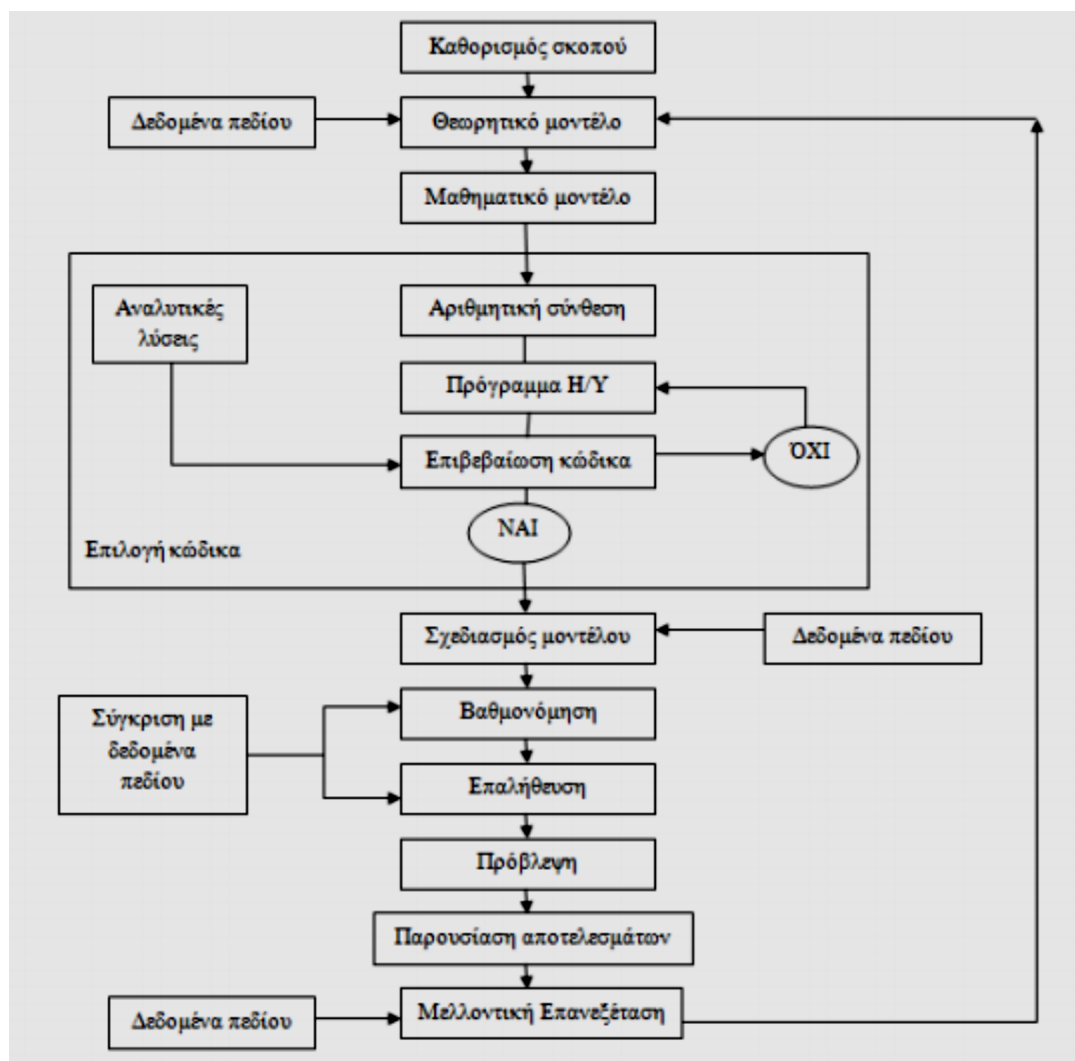 Καθορισμός σκοπού
Δεδομένα πεδίου
Θεωρητικό μοντέλο
Μαθηματικό μοντέλο
Αναλυτικές
λύσεις
Αριθμητική σύνθεση
Πρόγραμμα Η/Υ
Επιβεβαίωση κώδικα
ΌΧΙ
ΝΑΙ
Επιλογή κώδικα
Σχεδιασμός μοντέλου
Δεδομένα πεδίου
Σύγκριση με
δεδομένα
πεδίου
Βαθμονόμηση
Επαλήθευση
Πρόβλεψη
Παρουσίαση αποτελεσμάτων
Δεδομένα πεδίου
Μελλοντική Επανεξέταση